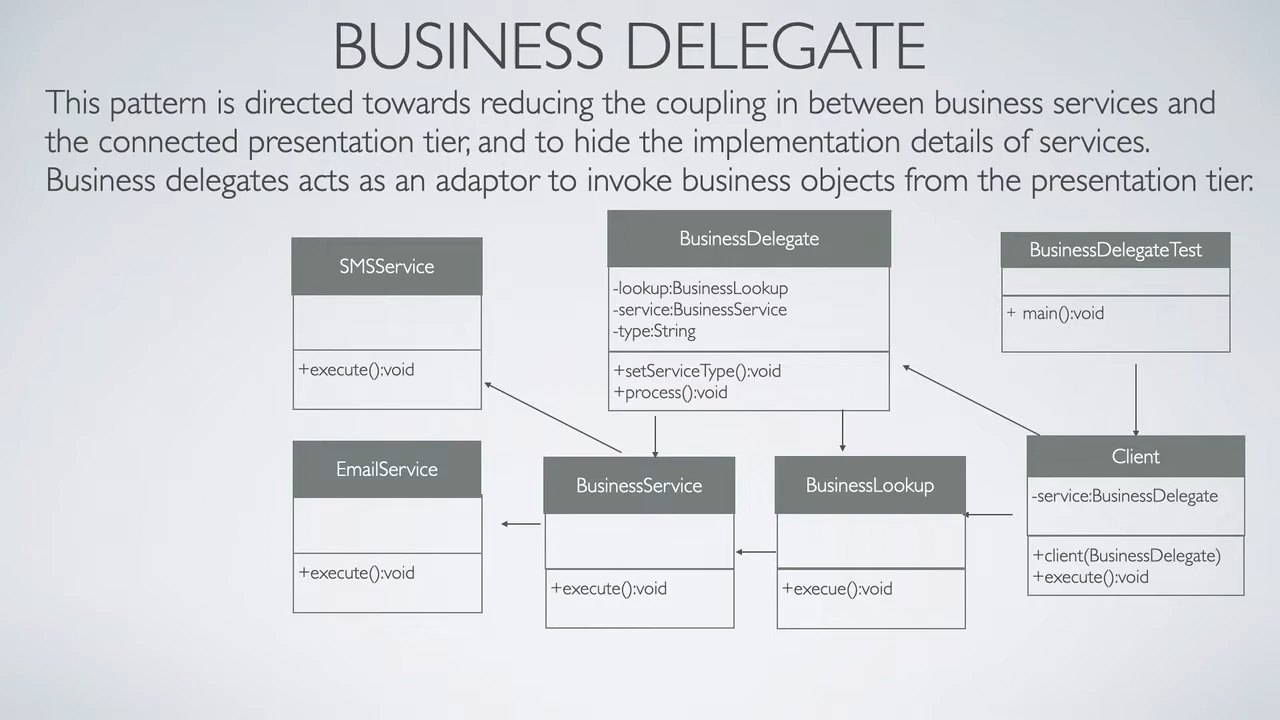 BUSINESS DELEGATE
This pattern is directed towards reducing the coupling in between business services and
the connected presentation tier, and to hide the implementation details of services.
Business delegates acts as an adaptor to invoke business objects from the presentation tier.
SMSService
+execute():void
BusinessDelegate
-lookup:BusinessLookup
-service:BusinessService
-type:String
+setServiceType():void
+process():void
BusinessDelegateTest
+ main():void
EmailService
+execute():void
BusinessService
+execute():void
BusinessLookup
+execue():void
Client
-service:BusinessDelegate
+client(BusinessDelegate)
+execute():void